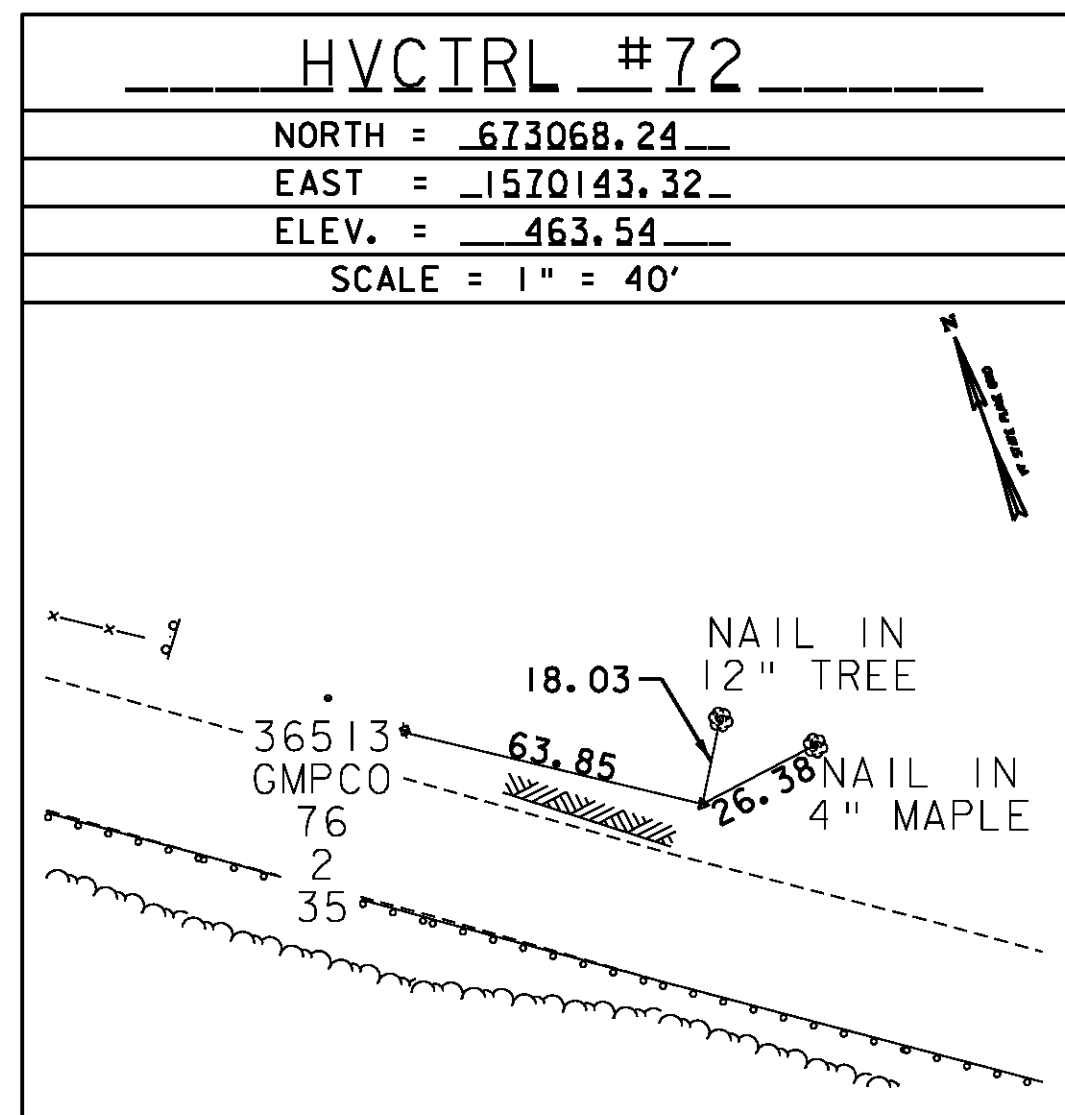 HVCTRL #72
NORTH = 673068.24
EAST = 1570143.32
ELEV. = 463.54
SCALE = 1" = 40'
N
NAIL IN
12" TREE
18.03
63.85
26.38
NAIL IN
4" MAPLE
36513
GMPCO
76
2
35